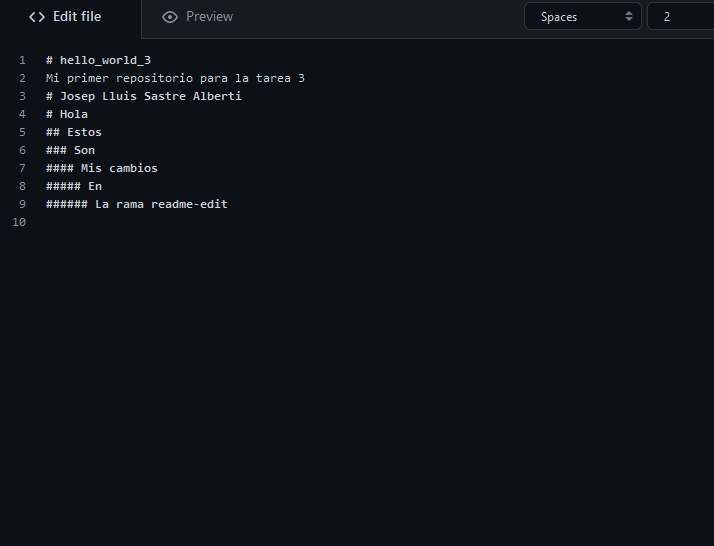 <> Edit file
Preview
Spaces
2
1 # hello_world_3
2 Mi primer repositorio para la tarea 3
3 # Josep Lluis Sastre Alberti
4 # Hola
5 ## Estos
6 ### Son
7 #### Mis cambios
8 ##### En
9 ###### La rama readme-edit
10